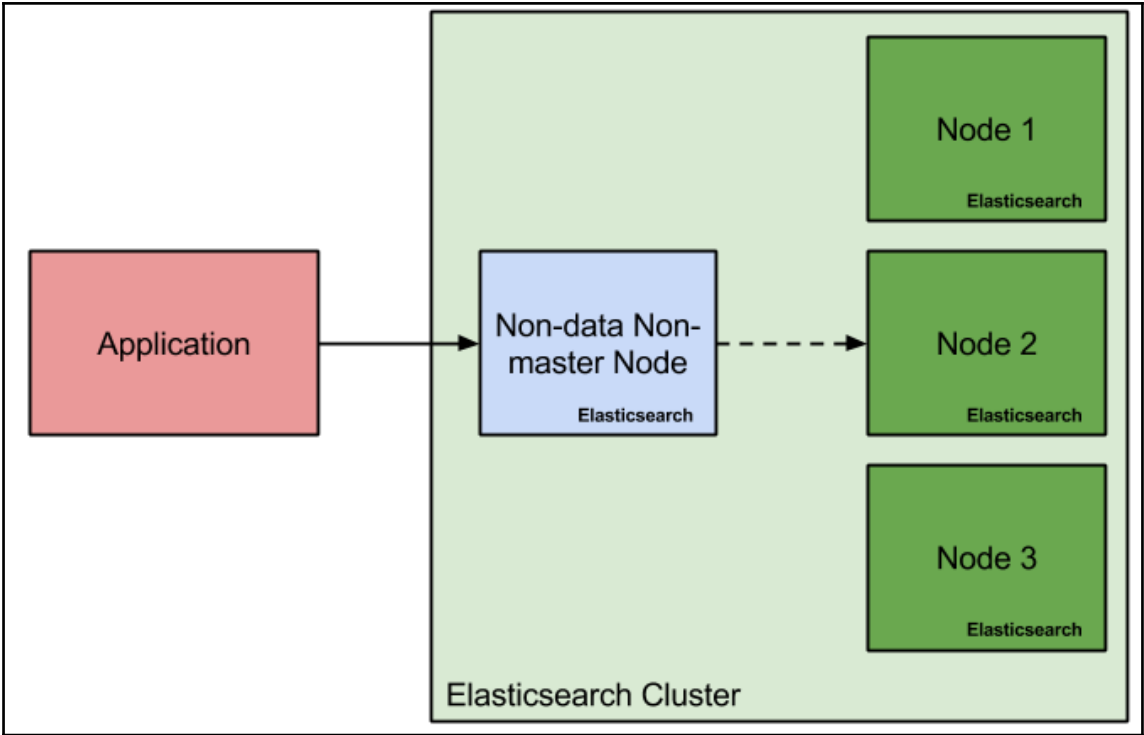 Node 1
Elasticsearch
Application
Non-data Non-
master Node
Elasticsearch
Node 2
Elasticsearch
Node 3
Elasticsearch
Elasticsearch Cluster